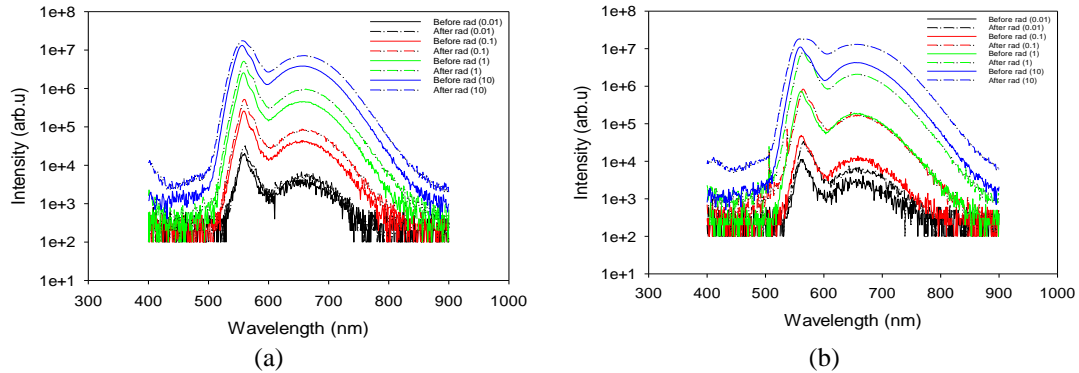 1e+8
1e+7
1e+6
1e+5
1e+4
1e+3
1e+2
1e+1
Intensity (arb.u)
300 400 500 600 700 800 900 1000
Wavelength (nm)
Before rad (0.01)
After rad (0.01)
Before rad (0.1)
After rad (0.1)
Before rad (1)
After rad (1)
Before rad (10)
After rad (10)
(a)
1e+8
1e+7
1e+6
1e+5
1e+4
1e+3
1e+2
1e+1
Intensity (arb.u)
300 400 500 600 700 800 900 1000
Wavelength (nm)
Before rad (0.01)
After rad (0.01)
Before rad (0.1)
After rad (0.1)
Before rad (1)
After rad (1)
Before rad (10)
After rad (10)
(b)